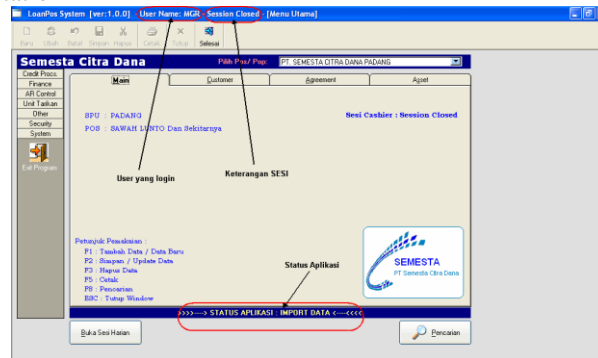 LoanPos System [ver:1.0.0] - User Name: MGR - Session Closed - [Menu Utama]
Baru Ubah Batal Simpan Hapus Cetak Tutup Selesai
Semesta Citra Dana Pilih Pos/ Pop: PT. SEMESTA CITRA DANA PADANG
Credit Procs.
Finance
AR Control
Unit Tarikan
Other
Security
System
Exit Program
Main Customer Agreement Asset
SPU : PADANG Sesi Cashier : Session Closed
POS : SAWAH LUNTO Dan Sekitarnya
User yang login Keterangan SESI
Petunjuk Pemakaian :
F1 : Tambah Data / Data Baru
F2 : Simpan / Update Data
F3 : Hapus Data
F5 : Cetak
F8 : Pencarian
ESC : Tutup Window
Status Aplikasi
SEMESTA
PT Semesta Citra Dana
>>>>----> STATUS APLIKASI : IMPORT DATA <----<<<<
Buka Sesi Harian Pencarian